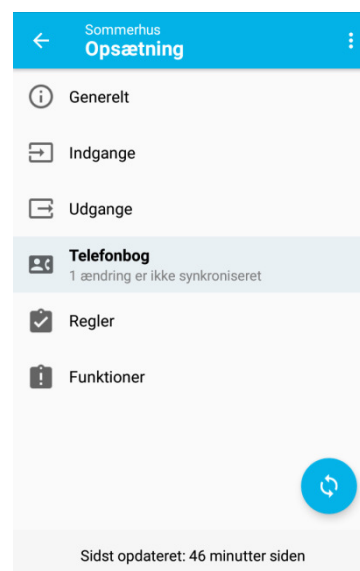 Sommerhus
Opsætning
Generelt
Indgange
Udgange
Telefonbog
1 ændring er ikke synkroniseret
Regler
Funktioner
Sidst opdateret: 46 minutter siden